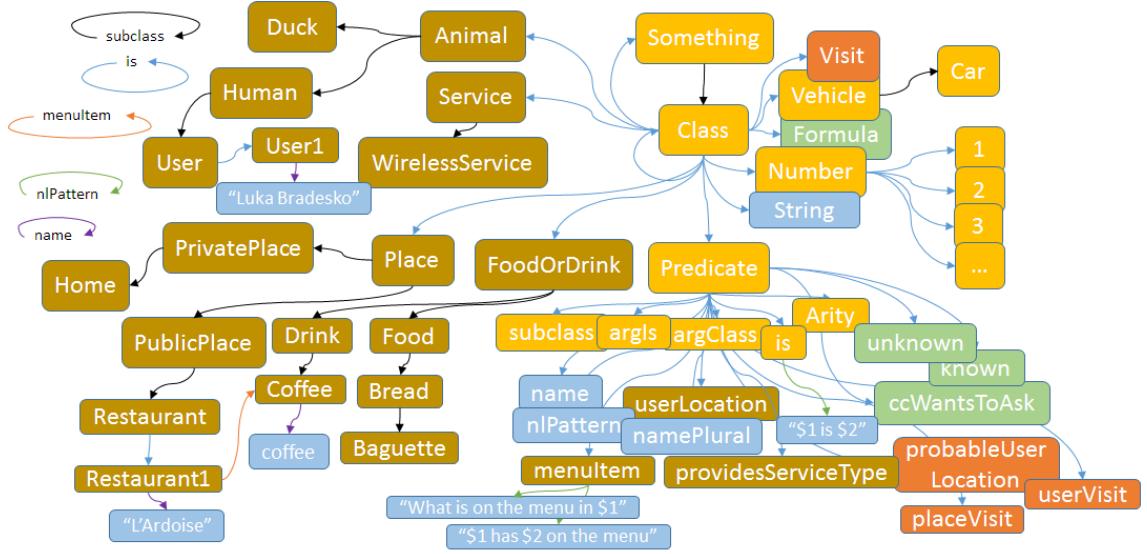 subclass
is
menuItem
nlPattern
name
Duck
Animal
Something
Visit
Car
Human
Service
Vehicle
Class
Formula
User
User1
WirelessService
Number
1
2
3
...
"Luka Bradesko"
String
PrivatePlace
Place
FoodOrDrink
Predicate
Home
PublicPlace
Drink
Food
subclass
argIs
argClass
is
Arity
unknown
known
Coffee
Bread
name
userLocation
ccWantsToAsk
Restaurant
nlPattern
namePlural
"$1 is $2"
coffee
Baguette
Restaurant1
menuItem
providesServiceType
probableUser
Location
userVisit
"L'Ardoise"
"What is on the menu in $1"
placeVisit
"$1 has $2 on the menu"